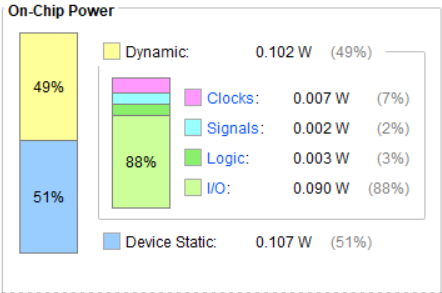 On-Chip Power
Dynamic: 0.102 W (49%)
49%
Clocks: 0.007 W (7%)
Signals: 0.002 W (2%)
Logic: 0.003 W (3%)
88%
I/O: 0.090 W (88%)
51%
Device Static: 0.107 W (51%)